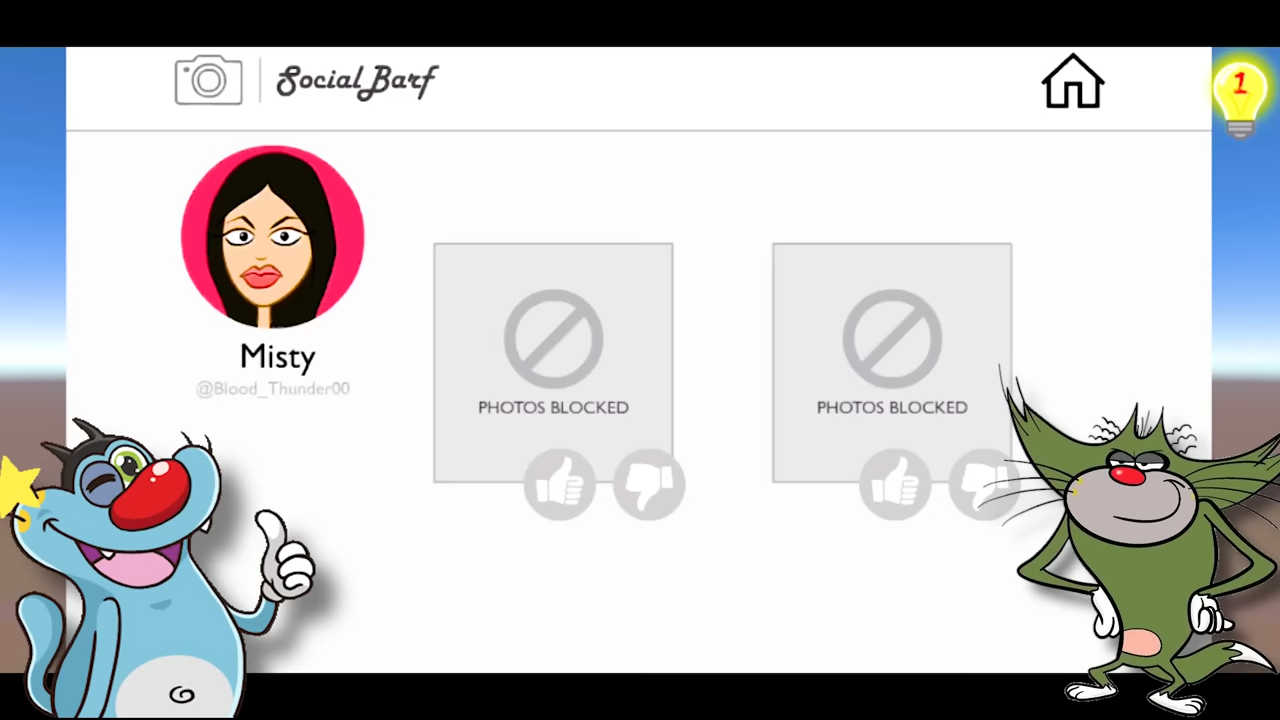 Social Barf
1
Misty
@Blood_Thunder00
PHOTOS BLOCKED
PHOTOS BLOCKED